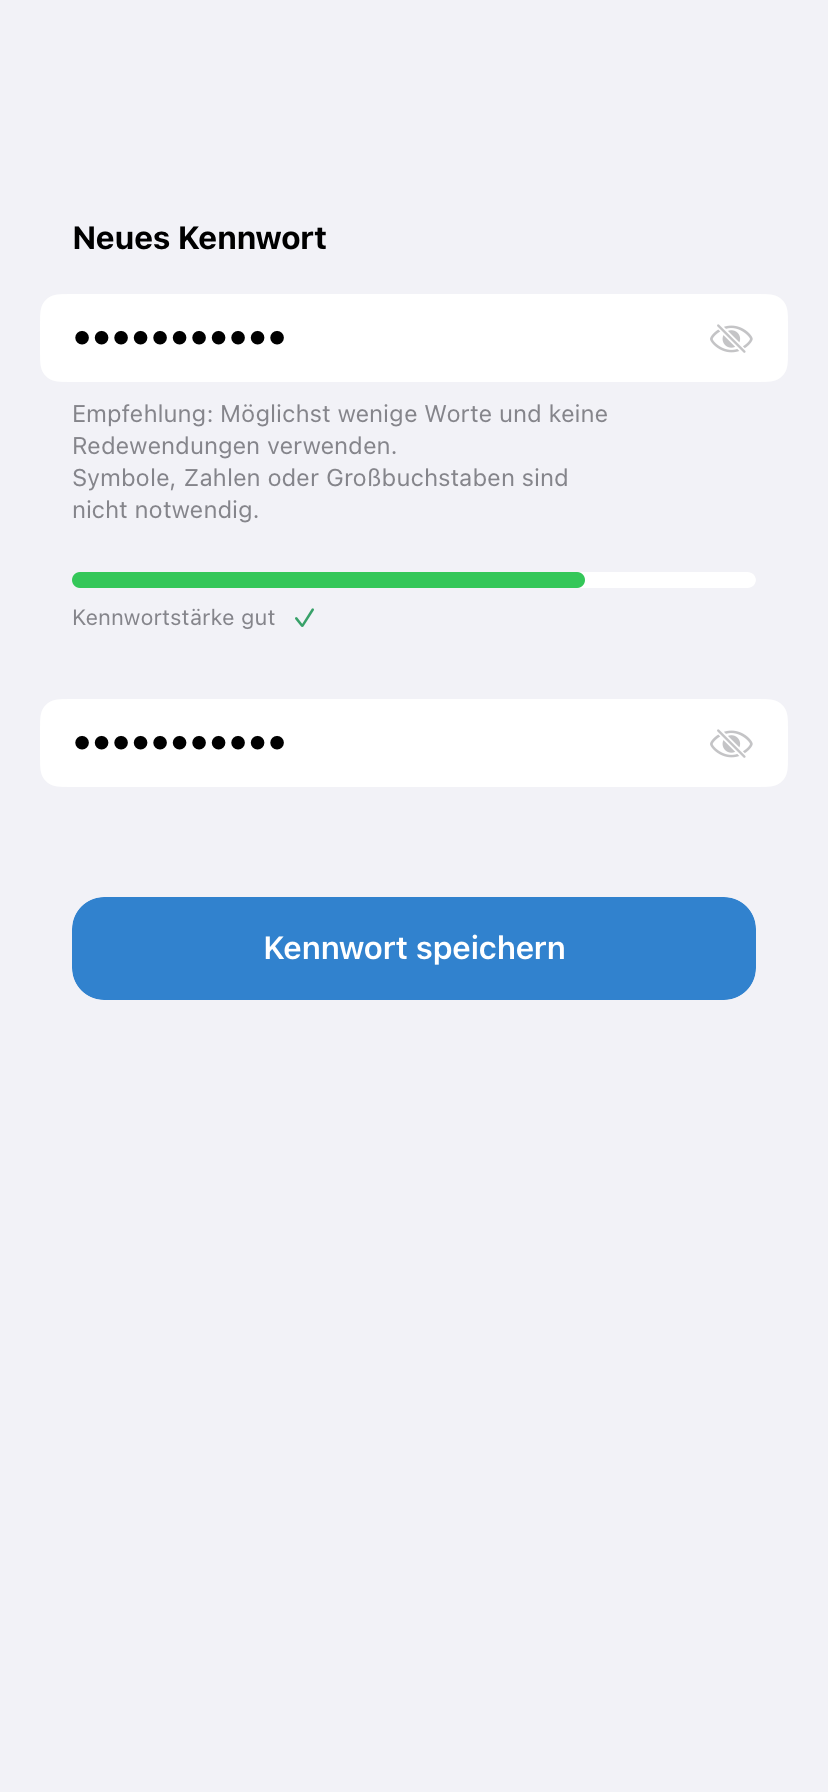 Neues Kennwort
•••••••••••
Empfehlung: Möglichst wenige Worte und keine
Redewendungen verwenden.
Symbole, Zahlen oder Großbuchstaben sind
nicht notwendig.
Kennwortstärke gut
•••••••••••
Kennwort speichern